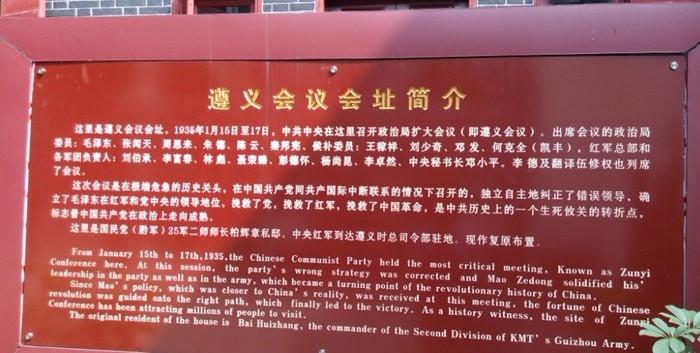 遵义会议会址简介
这里是遵义会议会址。1935年1月15日至17日，中共中央在这里召开政治局扩大会议（即遵义会议）。出席会议的政治局
委员：毛泽东、张闻天、周恩来、朱德、陈云、秦邦宪、候补委员：王稼祥、刘少奇、邓发、何克全（凯丰），红军总部和
各军团负责人：刘伯承、李富春、林彪、聂荣臻、彭德怀、杨尚昆、李卓然、中央秘书长邓小平。李德及翻译伍修权也列席
了会议。
这次会议是在极端危急的历史关头，在中国共产党同共产国际中断联系的情况下召开的，独立自主地纠正了错误领导，确
立了毛泽东在红军和党中央的领导地位，挽救了党，挽救了红军，挽救了中国革命，是中共历史上的一个生死攸关的转折点，
标志着中国共产党在政治上走向成熟。
这里是国民党（黔军）25军二师师长柏辉章私邸。中央红军到达遵义时总司令部驻地。现作复原布置。
From January 15th to 17th,1935,the Chinese Communist Party held the most critical meeting, Known as Zunyi
Conference here. At this session, the party's wrong strategy was corrected and Mao Zedong solidified his'
leadership in the party as well as in the army, which became a turning point of the revolutionary history of China.
Since Mao's policy, which was closer to China's reality, was received at this meeting, the fortune of Chinese
revolution was guided onto the right path, which finally led to the victory. As a history witness, the site of Zunyi
Conference has been attracting millions of people to visit.
The original resident of the house is Bai Huizhang, the commander of the Second Division of KMT's Guizhou Army.